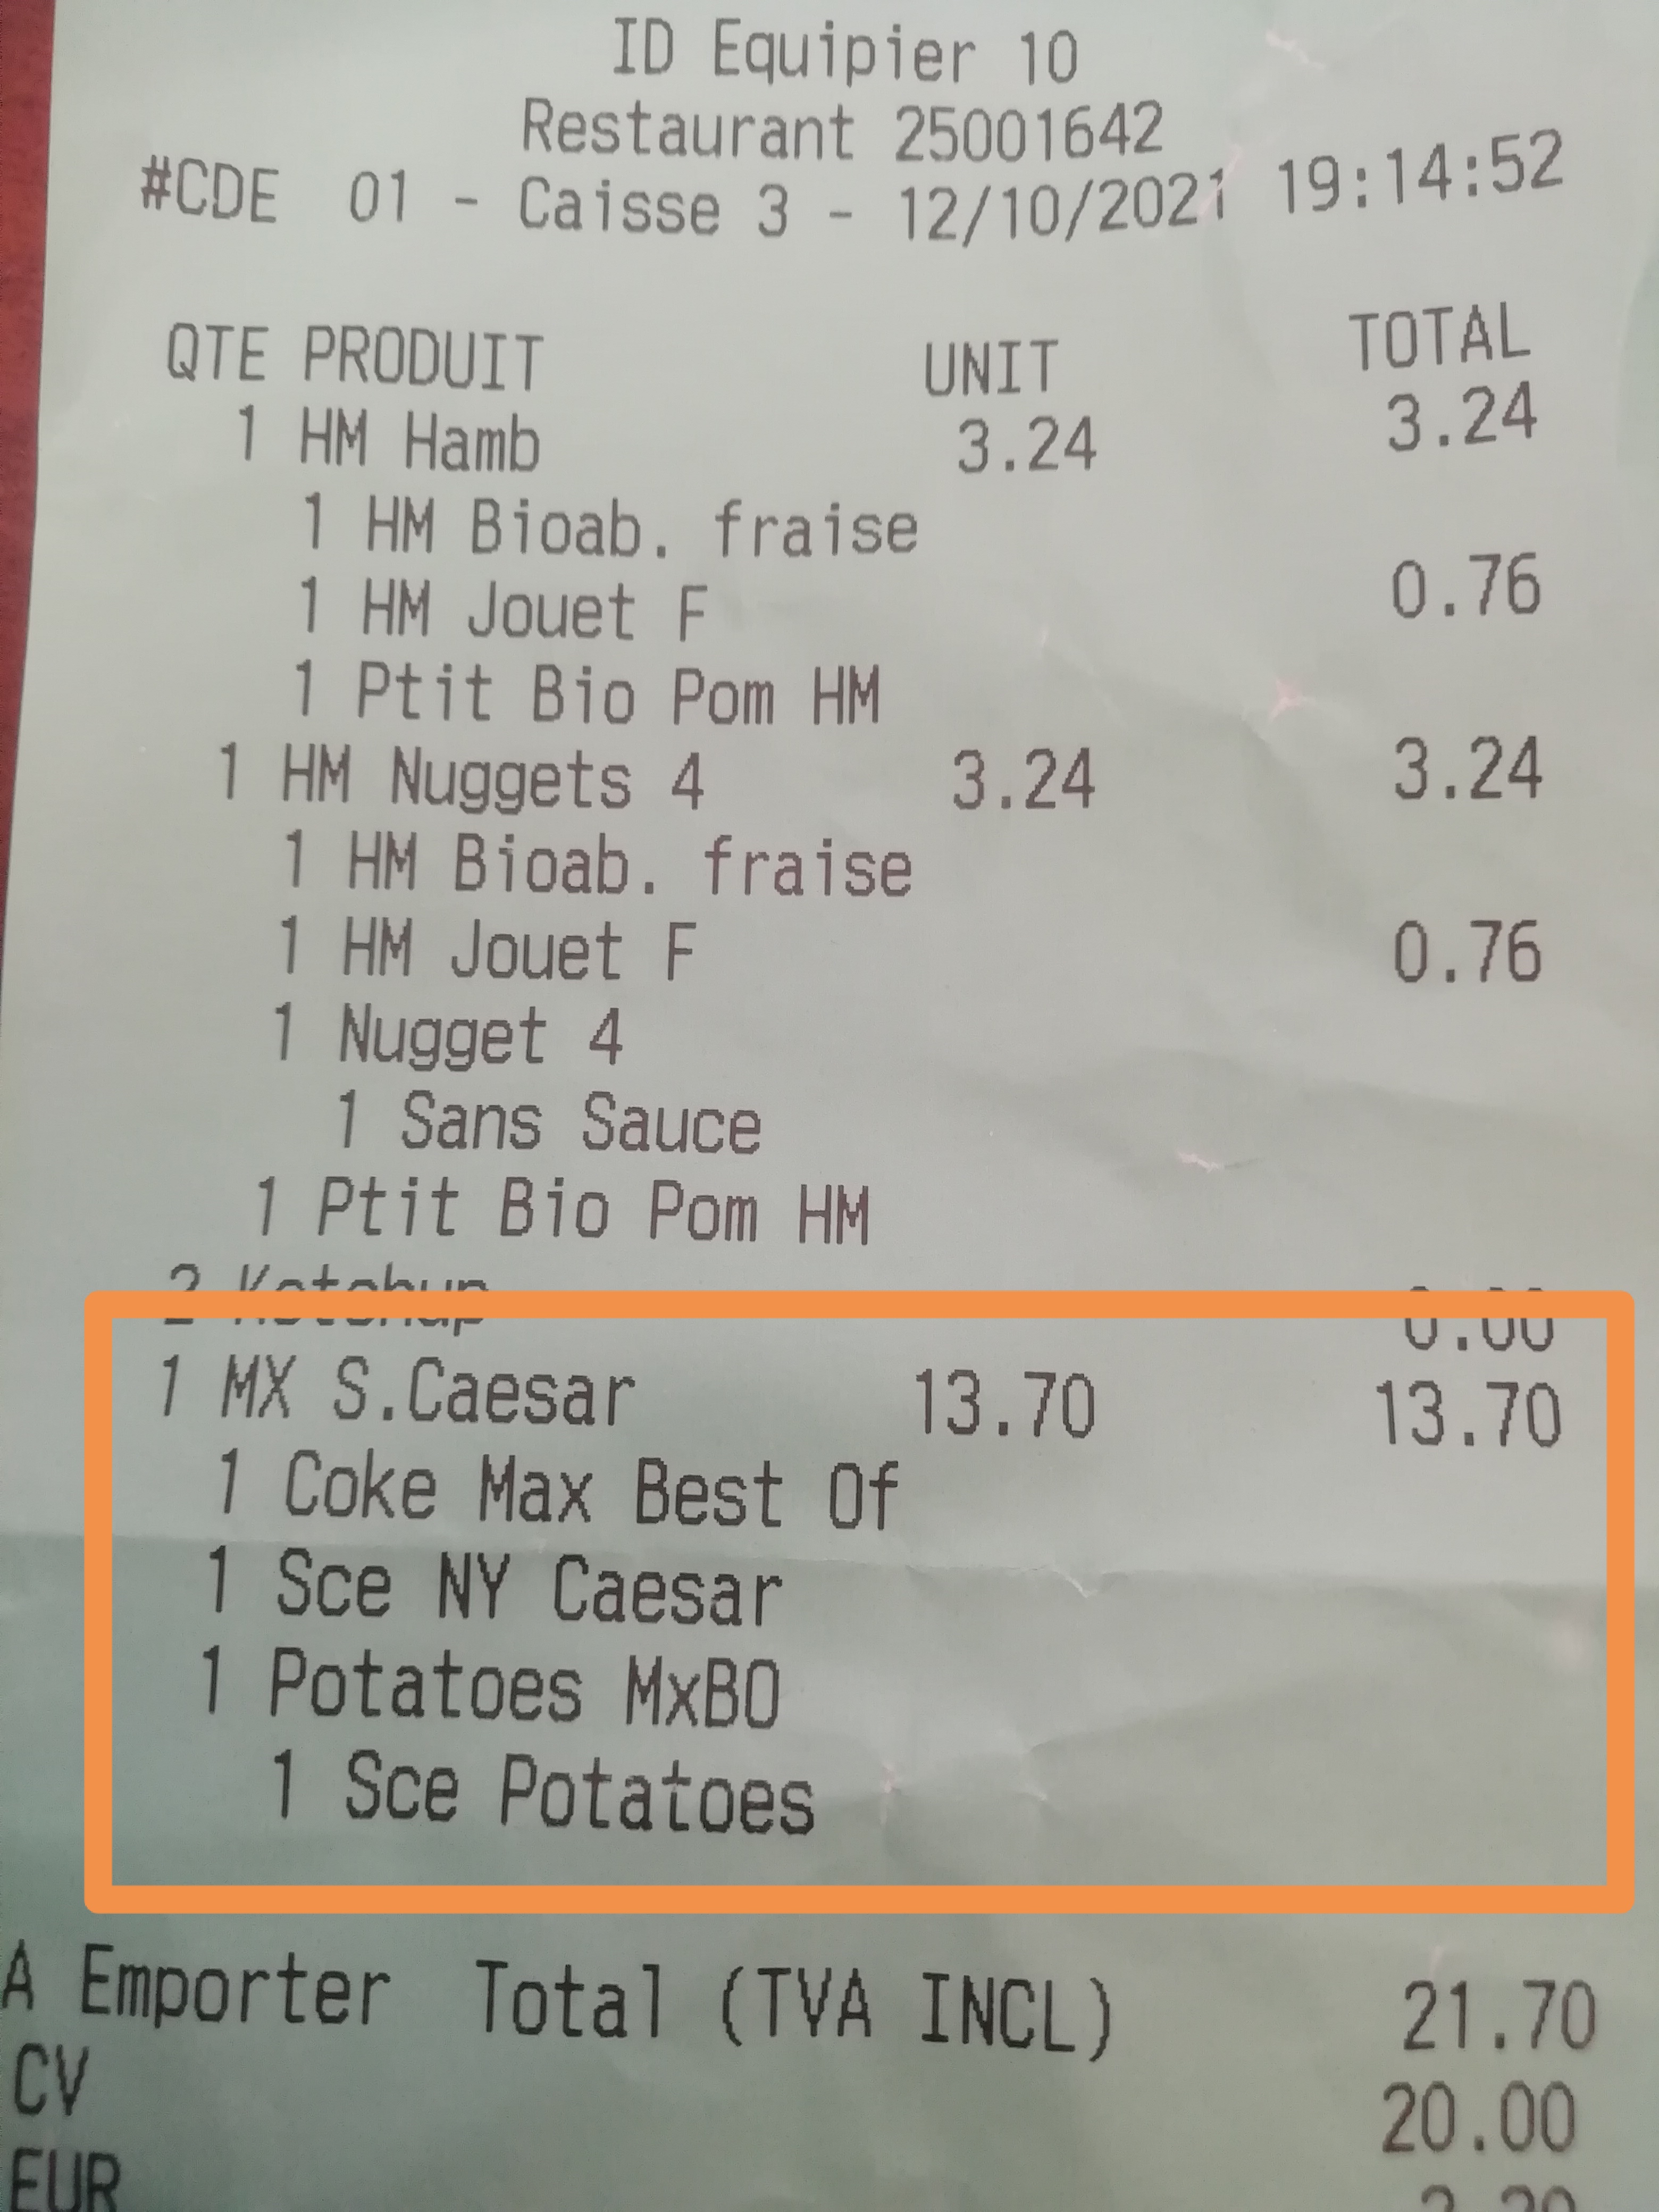 ID Equipier 10
Restaurant 25001642
#CDE 01 - Caisse 3 - 12/10/2021 19:14:52
QTE PRODUIT UNIT TOTAL
1 HM Hamb 3.24 3.24
1 HM Bioab. fraise
1 HM Jouet F 0.76
1 Ptit Bio Pom HM
1 HM Nuggets 4 3.24 3.24
1 HM Bioab. fraise
1 HM Jouet F 0.76
1 Nugget 4
1 Sans Sauce
1 Ptit Bio Pom HM
2 Ketchup 0.00
1 MX S.Caesar 13.70 13.70
1 Coke Max Best Of
1 Sce NY Caesar
1 Potatoes MxBO
1 Sce Potatoes
A Emporter Total (TVA INCL) 21.70
CV 20.00
EUR